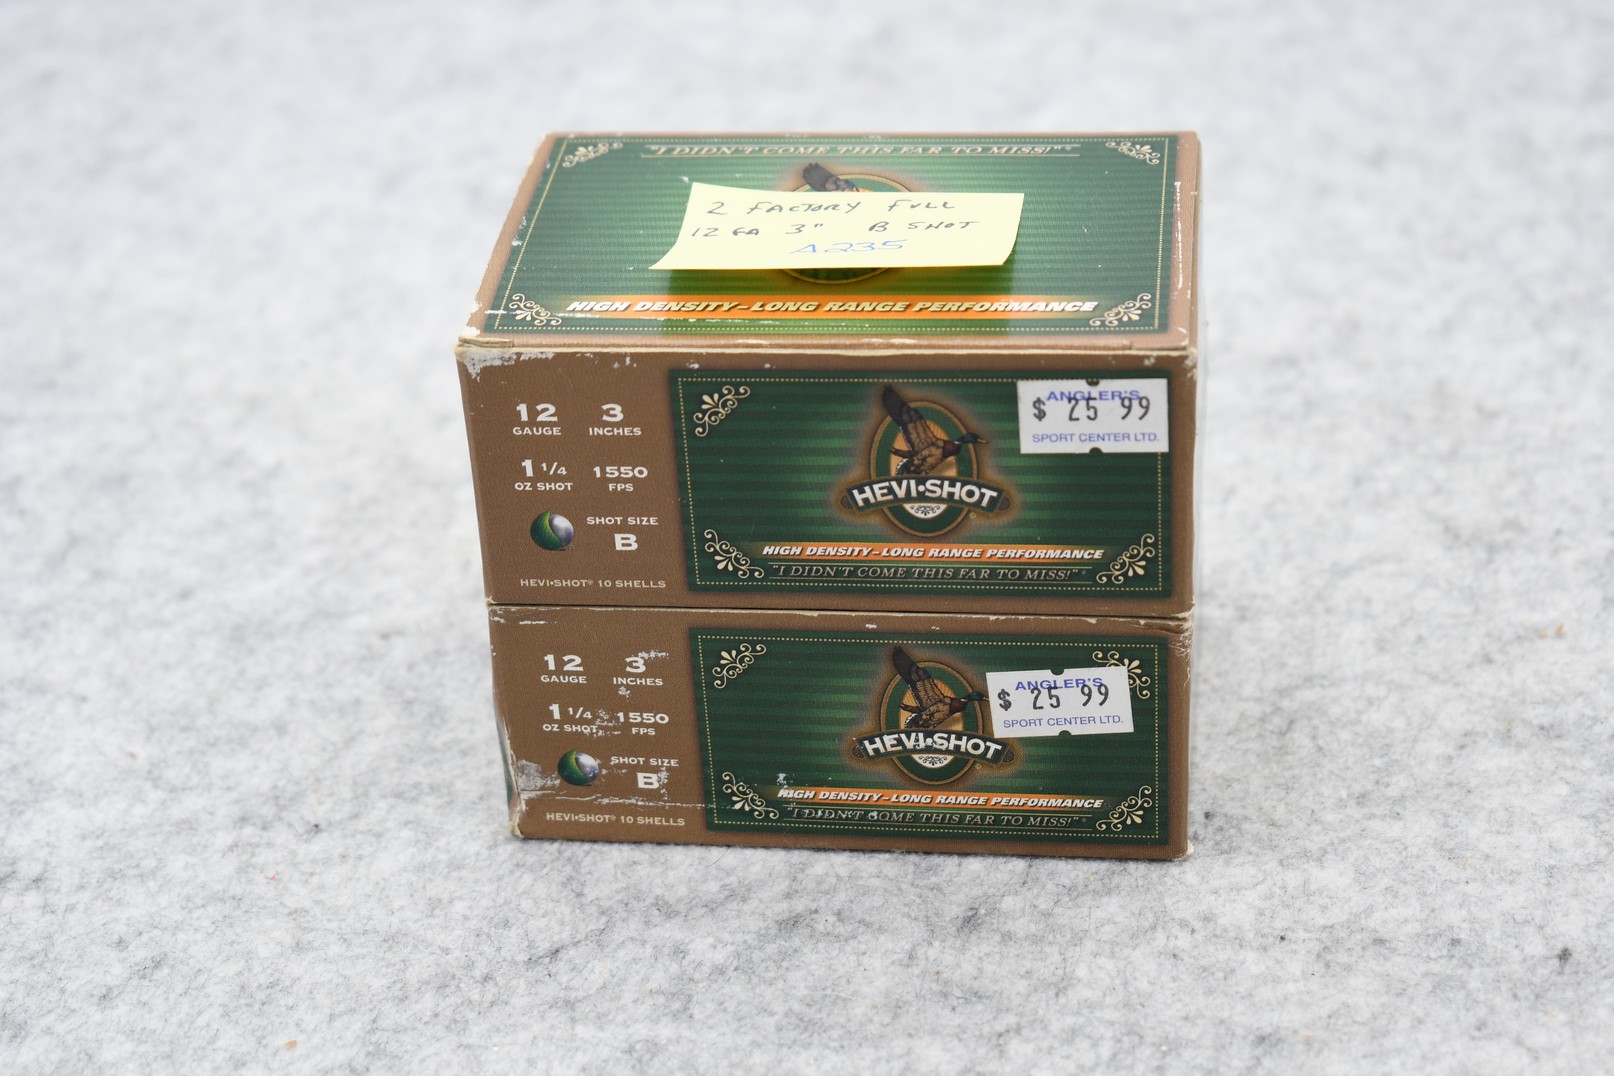 "I DIDN'T COME THIS FAR TO MISS!"®
2 FACTORY FULL
12 GA 3" B SHOT
A235
HIGH DENSITY-LONG RANGE PERFORMANCE
12 GAUGE
3 INCHES
1 1/4 OZ SHOT
1550 FPS
SHOT SIZE
B
HEVI•SHOT® 10 SHELLS
ANGLER'S
$ 25 99
SPORT CENTER LTD.
HEVI•SHOT
HIGH DENSITY-LONG RANGE PERFORMANCE
"I DIDN'T COME THIS FAR TO MISS!"®
12 GAUGE
3 INCHES
1 1/4 OZ SHOT
1550 FPS
SHOT SIZE
B
HEVI•SHOT® 10 SHELLS
ANGLER'S
$ 25 99
SPORT CENTER LTD.
HEVI•SHOT
HIGH DENSITY-LONG RANGE PERFORMANCE
"I DIDN'T COME THIS FAR TO MISS!"®